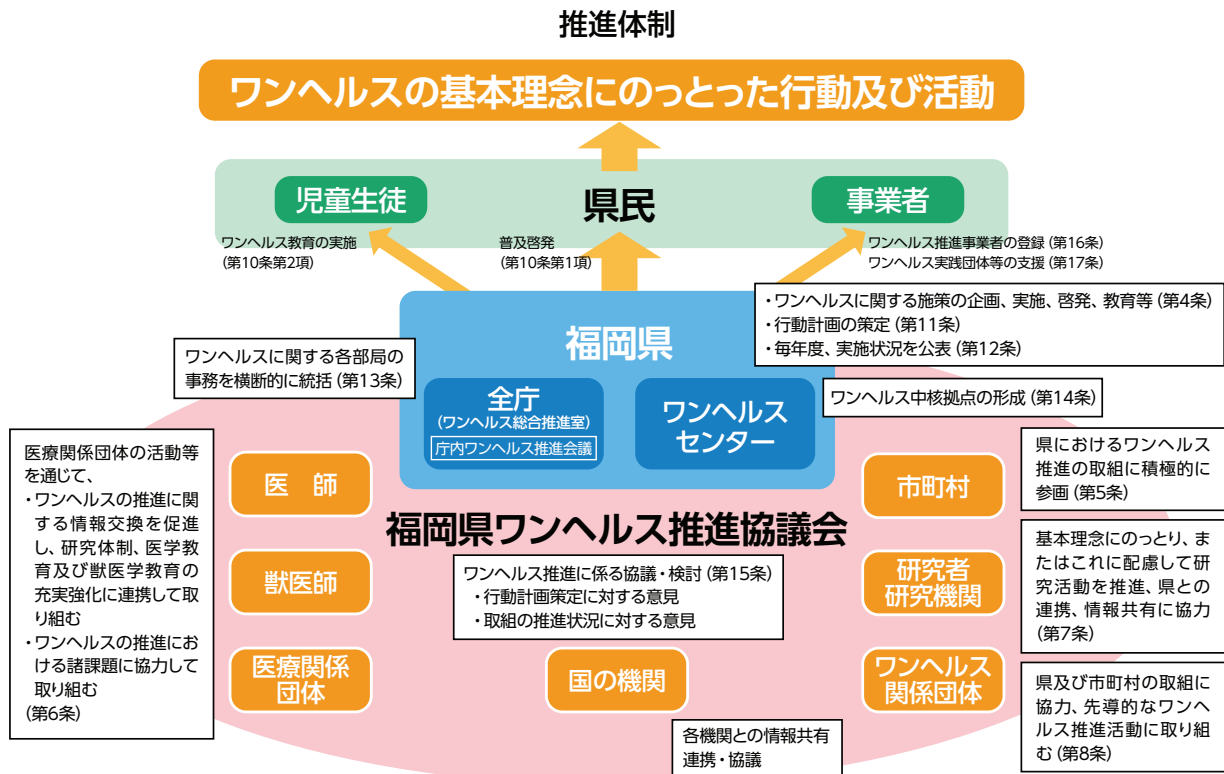 推進体制
ワンヘルスの基本理念にのっとった行動及び活動
児童生徒
県民
事業者
ワンヘルス教育の実施
(第10条第2項)
普及啓発
(第10条第1項)
ワンヘルス推進事業者の登録(第16条)
ワンヘルス実践団体等の支援(第17条)
・ワンヘルスに関する施策の企画、実施、啓発、教育等(第4条)
・行動計画の策定(第11条)
・毎年度、実施状況を公表(第12条)
福岡県
ワンヘルスに関する各部局の
事務を横断的に統括(第13条)
全庁
(ワンヘルス総合推進室)
庁内ワンヘルス推進会議
ワンヘルス
センター
ワンヘルス中核拠点の形成(第14条)
医療関係団体の活動等
を通じて、
・ワンヘルスの推進に関
する情報交換を促進
し、研究体制、医学教
育及び獣医学教育の
充実強化に連携して取
り組む
・ワンヘルスの推進にお
ける諸課題に協力して
取り組む
(第6条)
医師
獣医師
医療関係
団体
福岡県ワンヘルス推進協議会
ワンヘルス推進に係る協議・検討(第15条)
・行動計画策定に対する意見
・取組の推進状況に対する意見
国の機関
市町村
研究者
研究機関
ワンヘルス
関係団体
県におけるワンヘルス
推進の取組に積極的に
参画(第5条)
基本理念にのっとり、ま
たはこれに配慮して研
究活動を推進、県との
連携、情報共有に協力
(第7条)
県及び市町村の取組に
協力、先導的なワンヘ
ルス推進活動に取り組
む(第8条)
各機関との情報共有
連携・協議